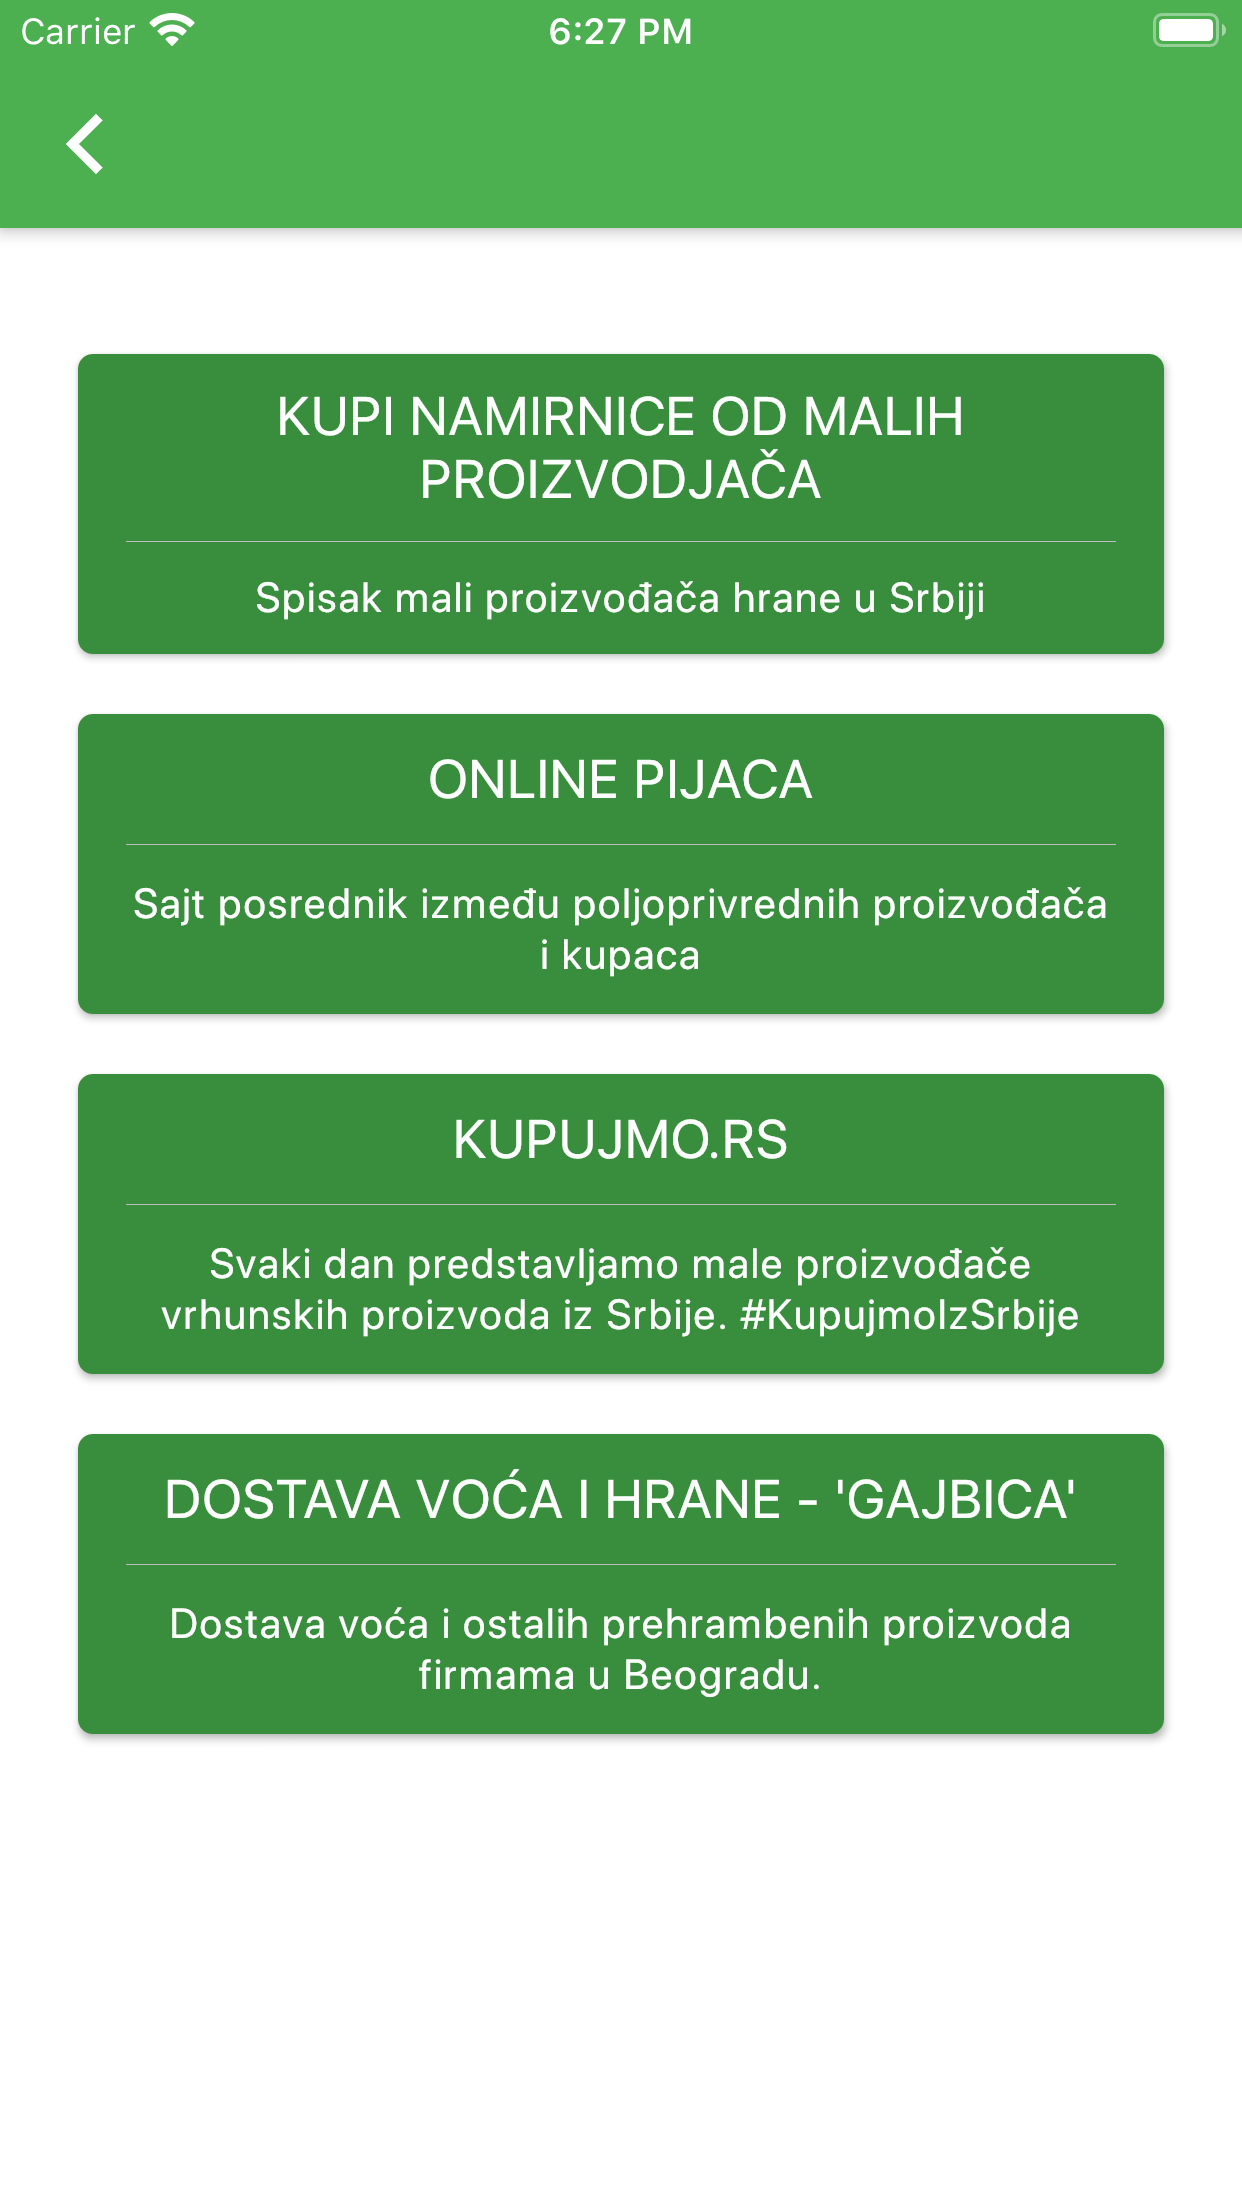 Carrier 6:27 PM
KUPI NAMIRNICE OD MALIH
PROIZVODJAČA
Spisak mali proizvođača hrane u Srbiji
ONLINE PIJACA
Sajt posrednik između poljoprivrednih proizvođača
i kupaca
KUPUJMO.RS
Svaki dan predstavljamo male proizvođače
vrhunskih proizvoda iz Srbije. #KupujmoIzSrbije
DOSTAVA VOĆA I HRANE - 'GAJBICA'
Dostava voća i ostalih prehrambenih proizvoda
firmama u Beogradu.